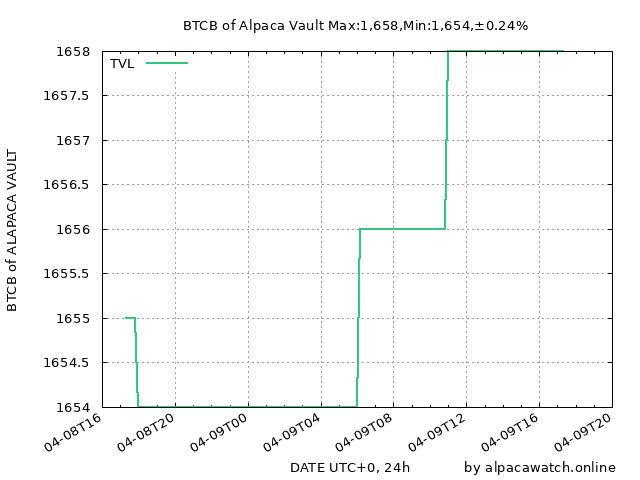 BTCB of Alpaca Vault Max:1,658,Min:1,654,±0.24%
TVL
BTCB of ALAPACA VAULT
1658
1657.5
1657
1656.5
1656
1655.5
1655
1654.5
1654
04-08T16
04-08T20
04-09T00
04-09T04
04-09T08
04-09T12
04-09T16
04-09T20
DATE UTC+0, 24h
by alpacawatch.online